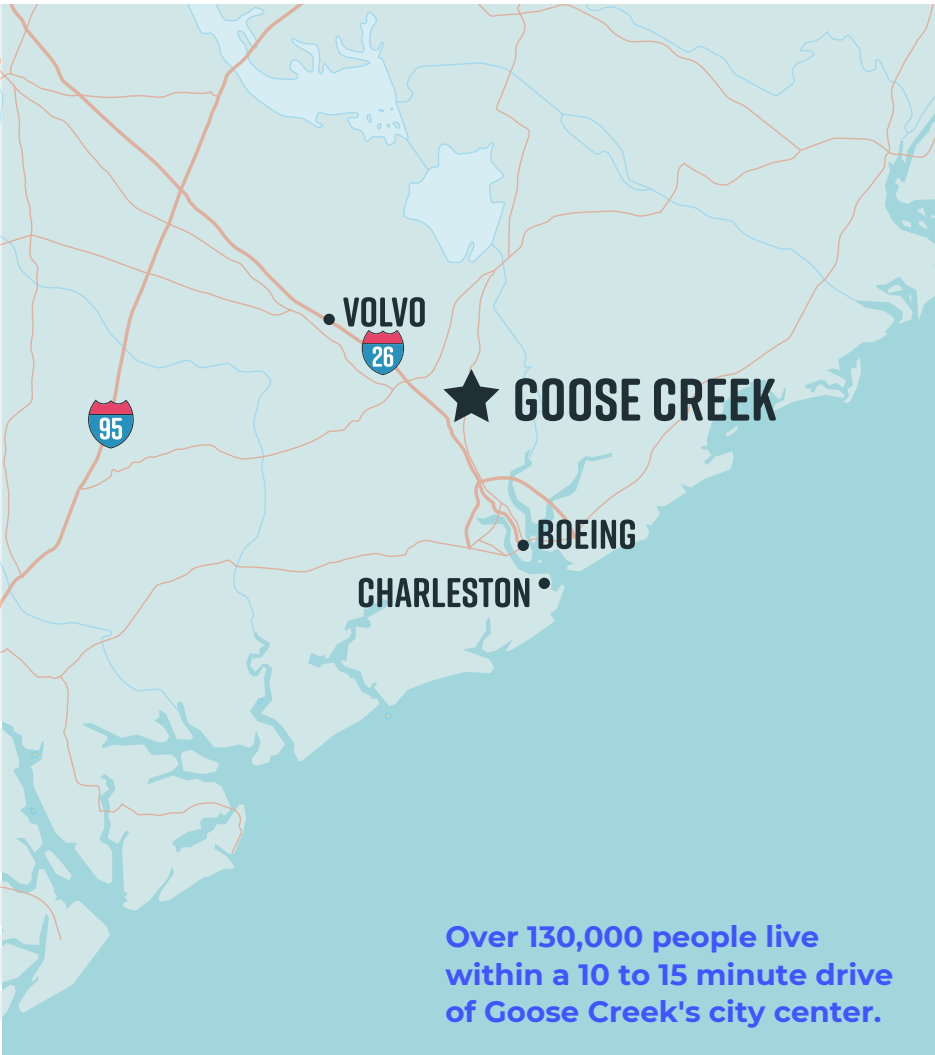 VOLVO
26
GOOSE CREEK
95
BOEING
CHARLESTON
Over 130,000 people live
within a 10 to 15 minute drive
of Goose Creek's city center.